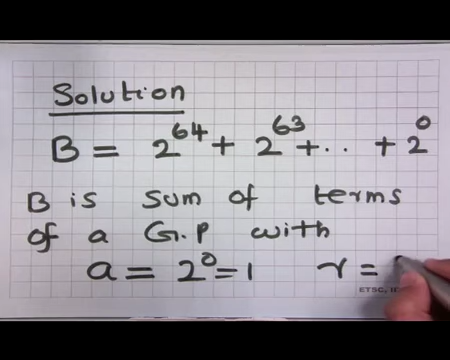 Solution
B = 2^64 + 2^63 + .. + 2^0
B is sum of terms
of a G.P with
a = 2^0 = 1 r =